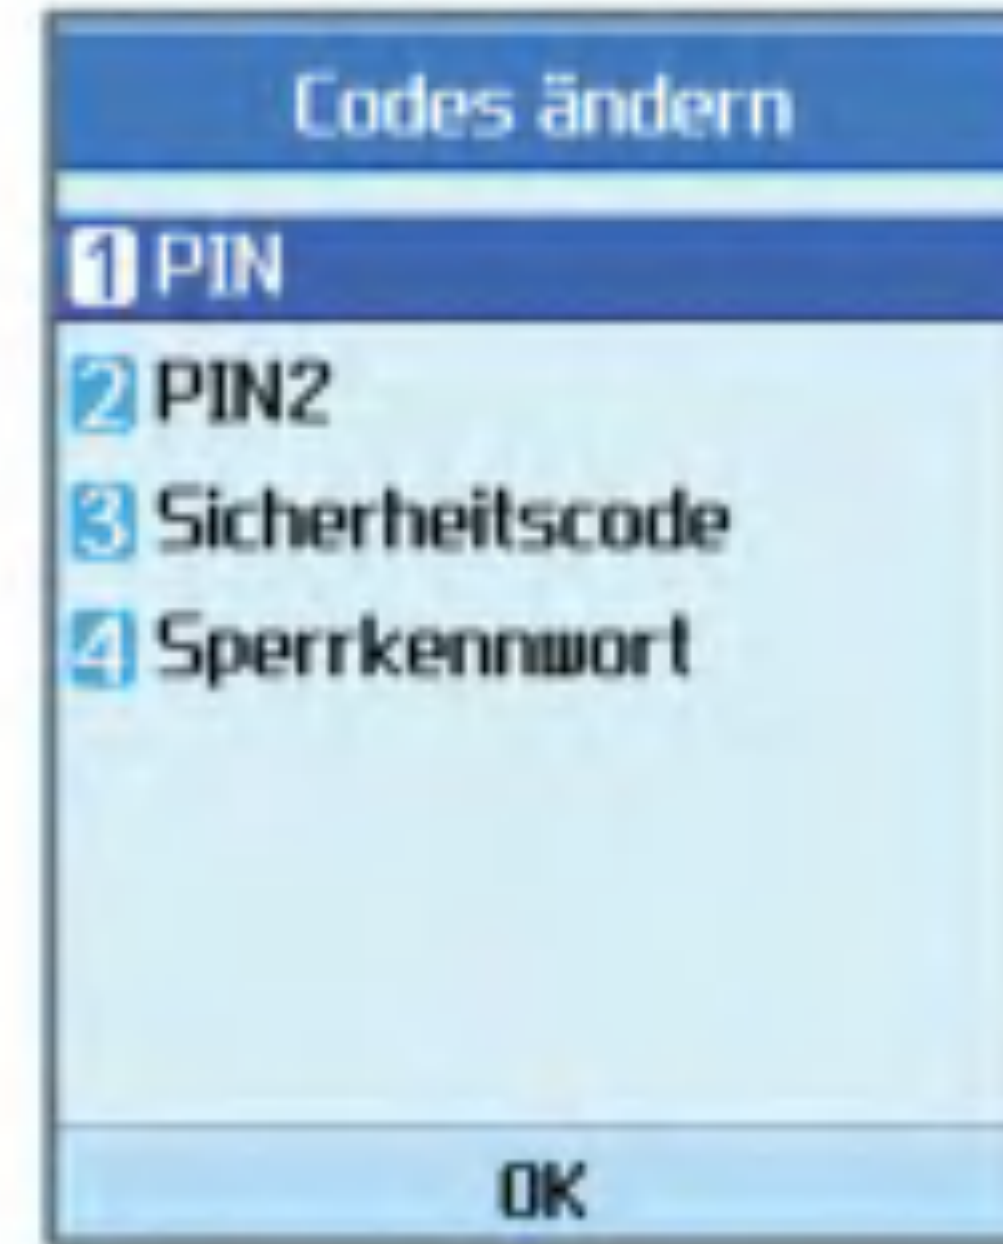 Codes ändern
1 PIN
2 PIN2
3 Sicherheitscode
4 Sperrkennwort
OK